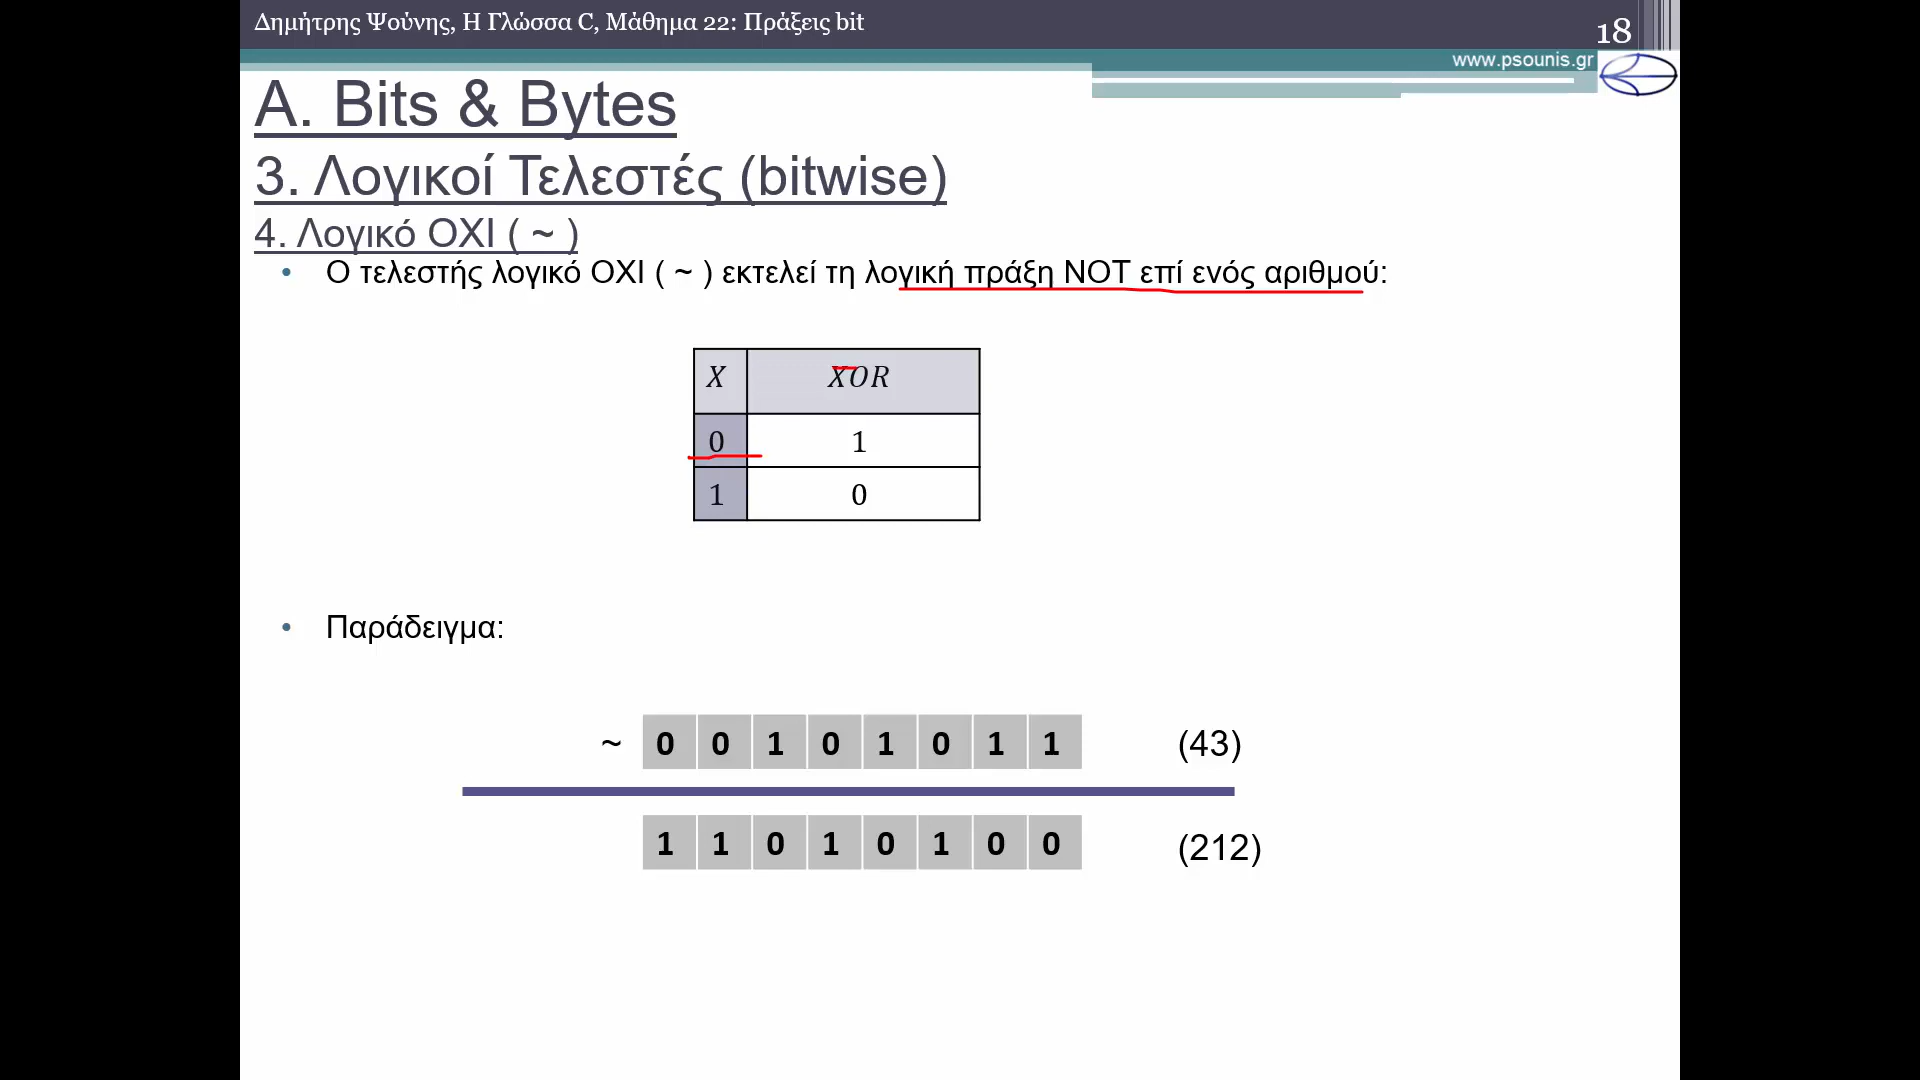 Δημήτρης Ψούνης, Η Γλώσσα C, Μάθημα 22: Πράξεις bit
18
www.psounis.gr
A. Bits & Bytes
3. Λογικοί Τελεστές (bitwise)
4. Λογικό ΟΧΙ ( ~ )
• Ο τελεστής λογικό ΟΧΙ ( ~ ) εκτελεί τη λογική πράξη NOT επί ενός αριθμού:
X XOR
0 1
1 0
• Παράδειγμα:
~ 0 0 1 0 1 0 1 1 (43)
1 1 0 1 0 1 0 0 (212)